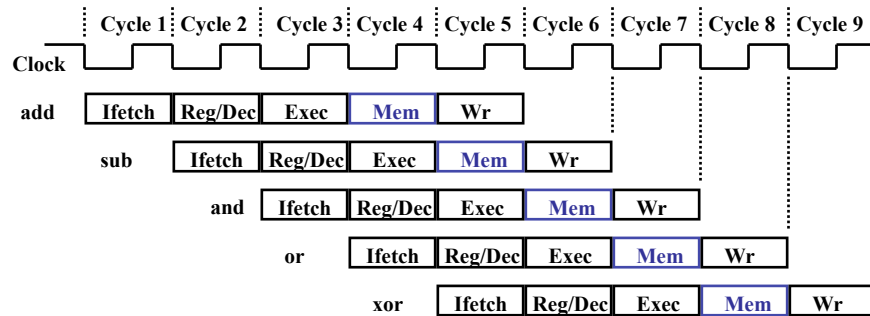 Cycle 1 Cycle 2 Cycle 3 Cycle 4 Cycle 5 Cycle 6 Cycle 7 Cycle 8 Cycle 9
Clock
add Ifetch Reg/Dec Exec Mem Wr
sub Ifetch Reg/Dec Exec Mem Wr
and Ifetch Reg/Dec Exec Mem Wr
or Ifetch Reg/Dec Exec Mem Wr
xor Ifetch Reg/Dec Exec Mem Wr